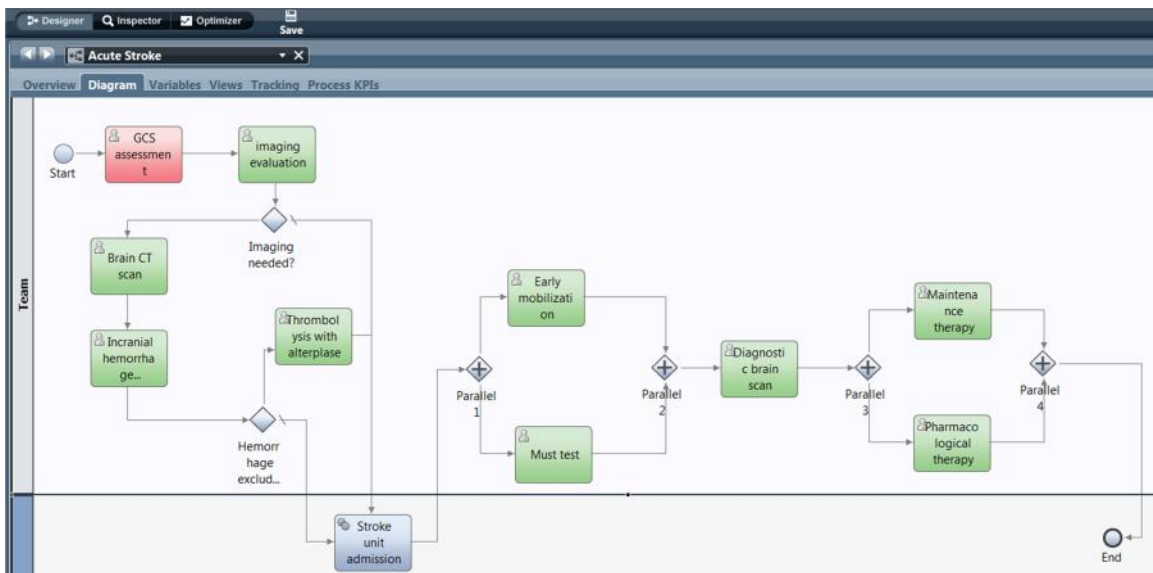 Designer Inspector Optimizer
Save
Acute Stroke
Overview Diagram Variables Views Tracking Process KPIs
Team
Start
GCS
assessmen
t
imaging
evaluation
Imaging
needed?
Brain CT
scan
Incranial
hemorrha
ge...
Thrombol
ysis with
alterplase
Hemorr
hage
exclud...
Stroke
unit
admission
Parallel
1
Early
mobilizati
on
Must test
Parallel
2
Diagnosti
c brain
scan
Parallel
3
Maintena
nce
therapy
Pharmaco
logical
therapy
Parallel
4
End